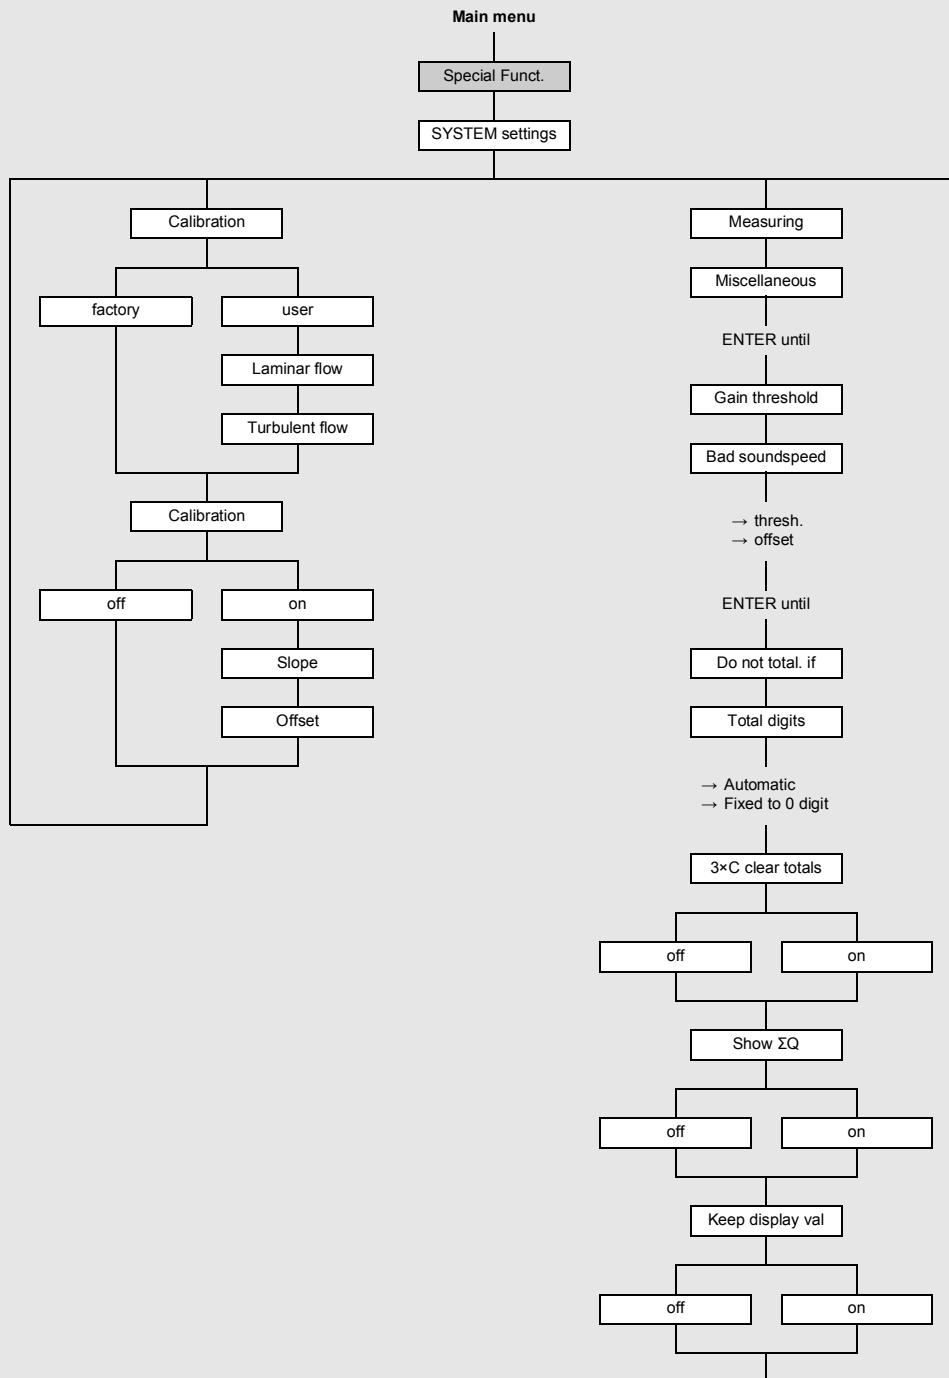 Main menu
Special Funct.
SYSTEM settings
Calibration
factory
user
Laminar flow
Turbulent flow
Calibration
off
on
Slope
Offset
Measuring
Miscellaneous
ENTER until
Gain threshold
Bad soundspeed
→ thresh.
→ offset
ENTER until
Do not total. if
Total digits
→ Automatic
→ Fixed to 0 digit
3×C clear totals
off
on
Show ΣQ
off
on
Keep display val
off
on